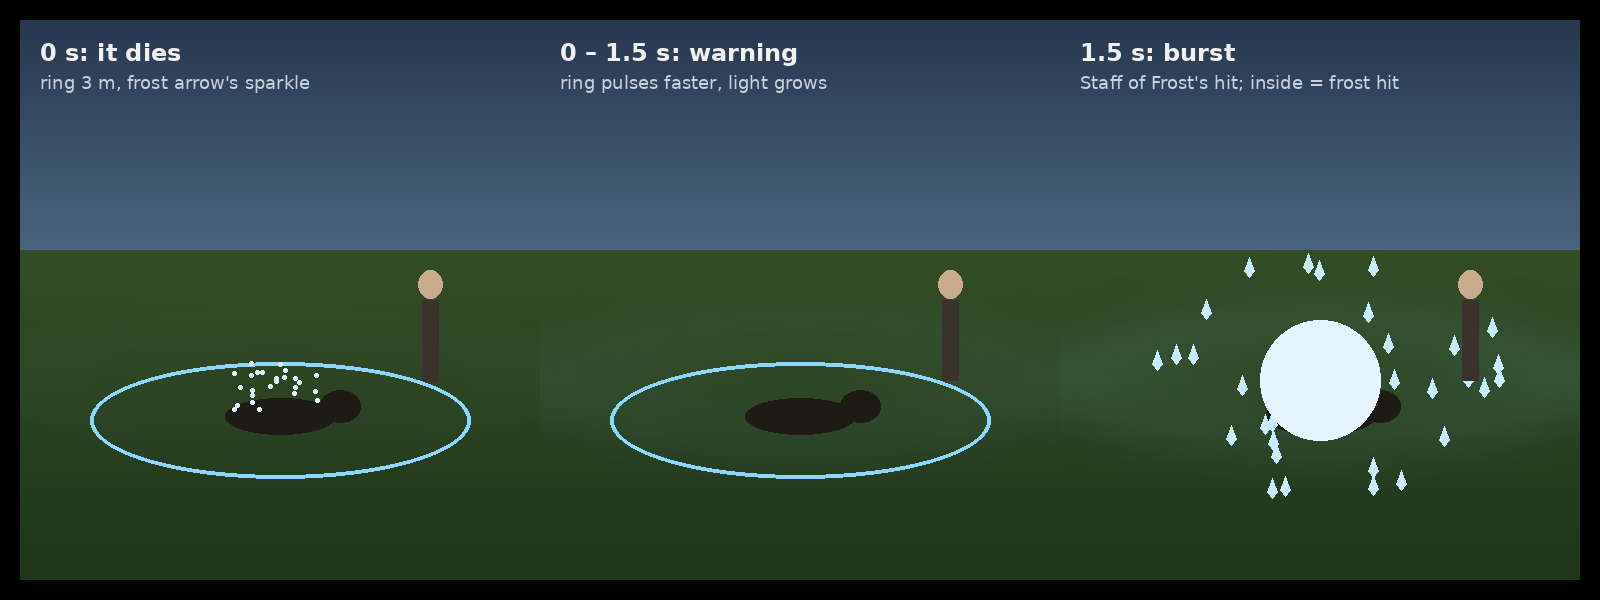 0 s: it dies
ring 3 m, frost arrow's sparkle
0 – 1.5 s: warning
ring pulses faster, light grows
1.5 s: burst
Staff of Frost's hit; inside = frost hit